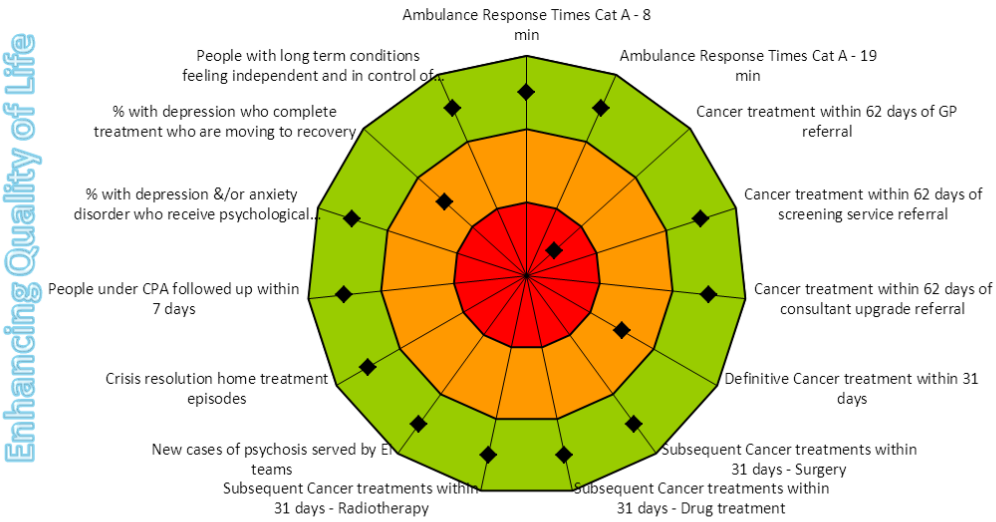 Enhancing Quality of Life
Ambulance Response Times Cat A - 8
min
Ambulance Response Times Cat A - 19
min
Cancer treatment within 62 days of GP
referral
Cancer treatment within 62 days of
screening service referral
Cancer treatment within 62 days of
consultant upgrade referral
Definitive Cancer treatment within 31
days
Subsequent Cancer treatments within
31 days - Surgery
Subsequent Cancer treatments within
31 days - Drug treatment
Subsequent Cancer treatments within
31 days - Radiotherapy
New cases of psychosis served by EI
teams
Crisis resolution home treatment
episodes
People under CPA followed up within
7 days
% with depression &/or anxiety
disorder who receive psychological...
% with depression who complete
treatment who are moving to recovery
People with long term conditions
feeling independent and in control of...